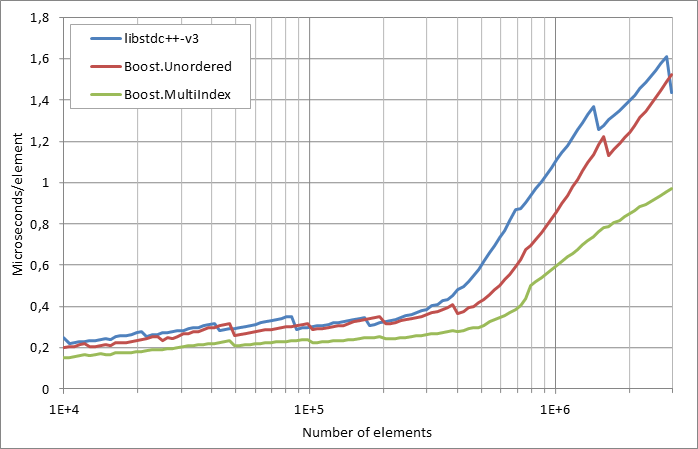 1,8
1,6
1,4
1,2
1
0,8
0,6
0,4
0,2
0
Microseconds/element
libstdc++-v3
Boost.Unordered
Boost.MultiIndex
1E+4
1E+5
1E+6
Number of elements